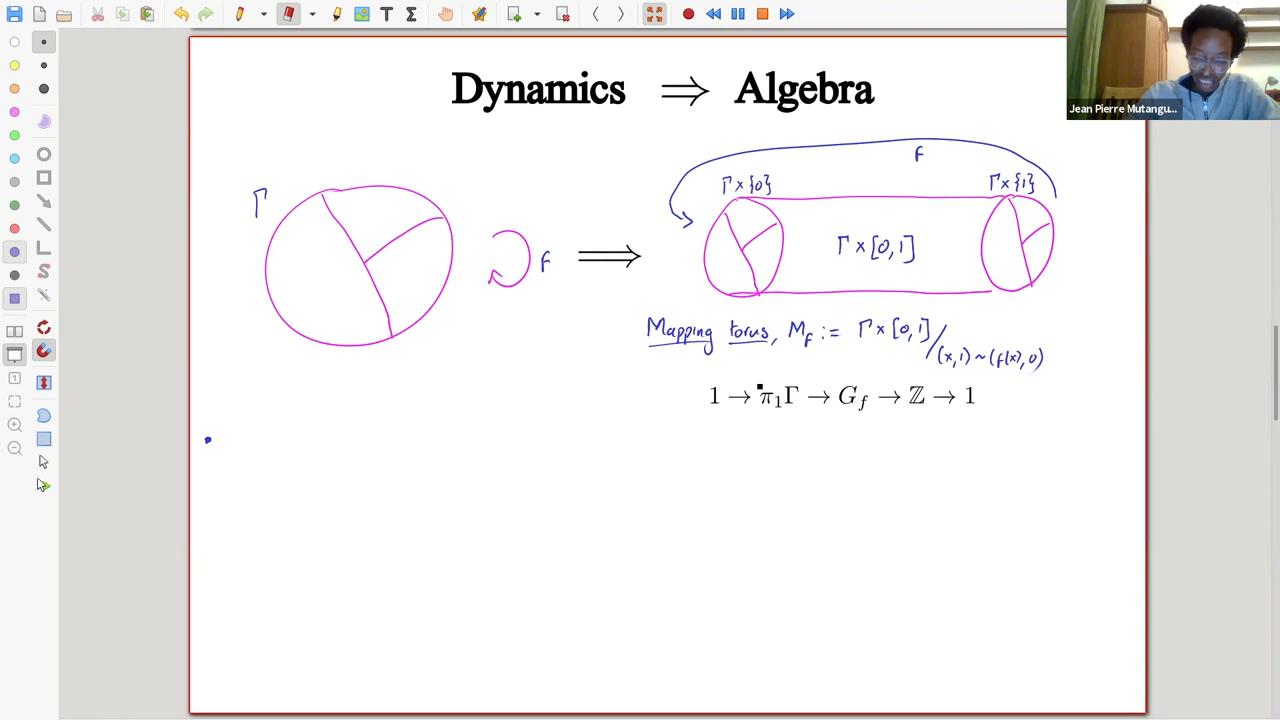 Dynamics ⇒ Algebra
Jean Pierre Mutangu...
f
Γ
Γ×{0}
Γ×{1}
Γ×[0,1]
f ⟹
Mapping torus, M_f := Γ×[0,1]/(x,1)~(f(x),0)
1 → π₁Γ → G_f → ℤ → 1
1